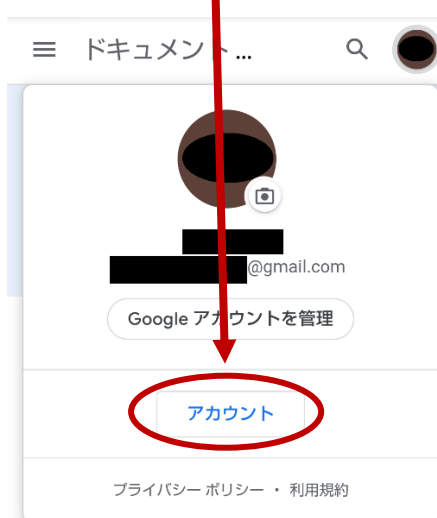 ドキュメント ...
@gmail.com
Google アカウントを管理
アカウント
プライバシー ポリシー ・ 利用規約